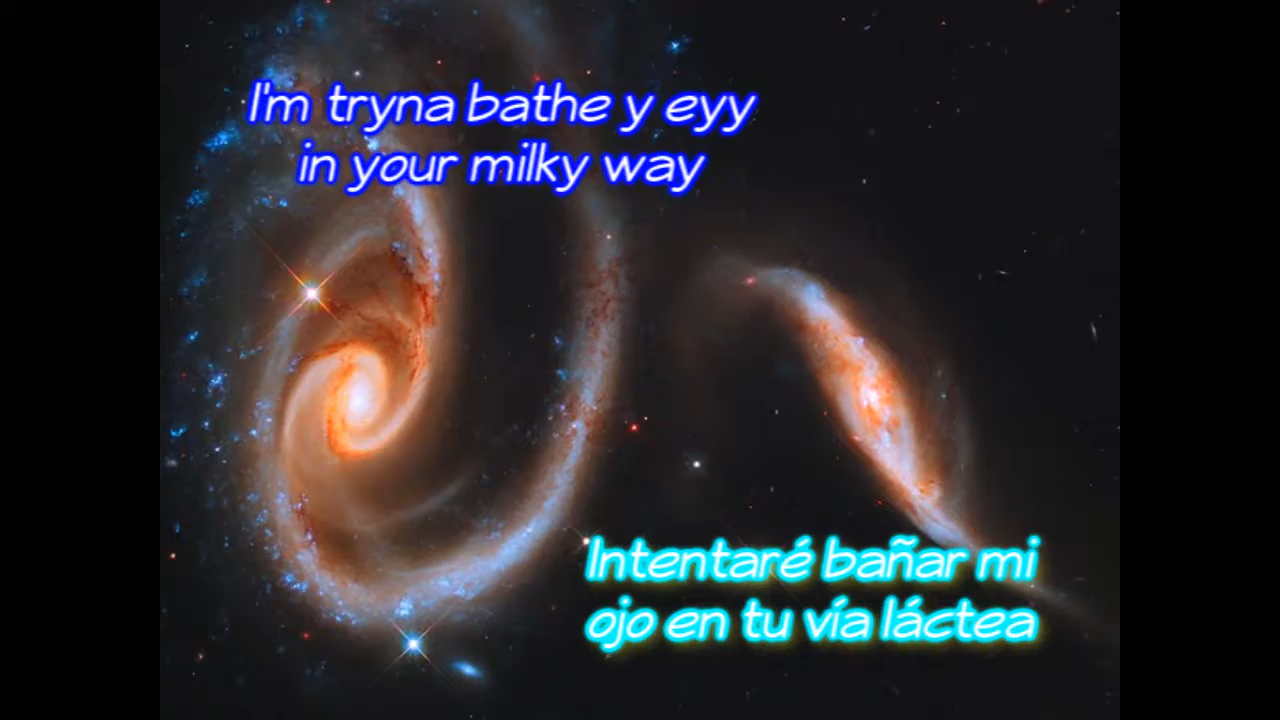 I'm tryna bathe y eyy
in your milky way
Intentaré bañar mi
ojo en tu vía láctea